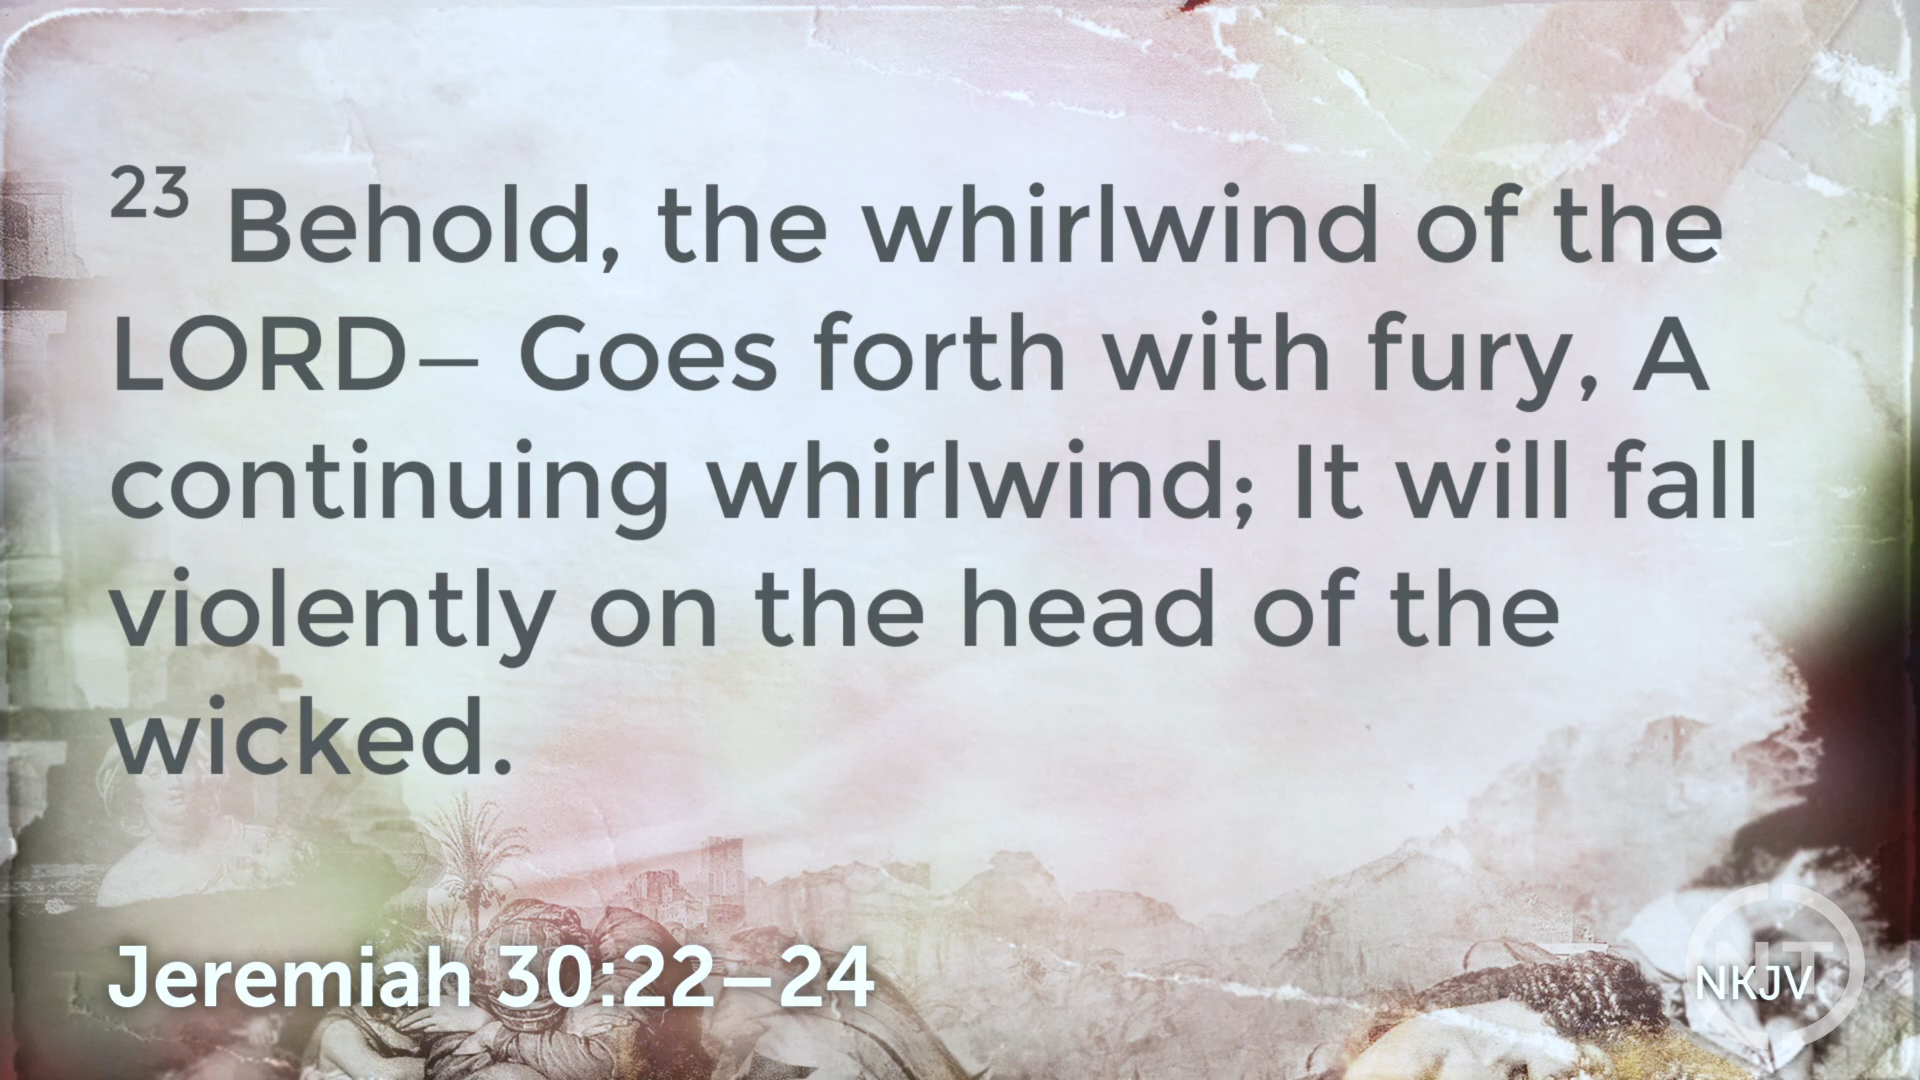 23 Behold, the whirlwind of the
LORD— Goes forth with fury, A
continuing whirlwind; It will fall
violently on the head of the
wicked.
Jeremiah 30:22–24
NT
NKJV